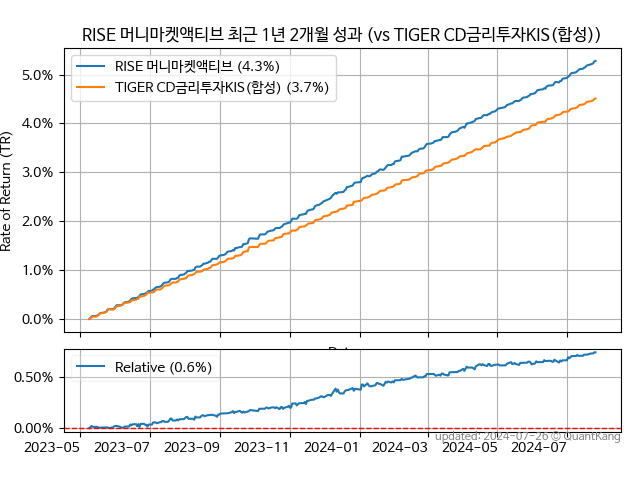 RISE 머니마켓액티브 최근 1년 2개월 성과 (vs TIGER CD금리투자KIS(합성))
RISE 머니마켓액티브 (4.3%)
TIGER CD금리투자KIS(합성) (3.7%)
Rate of Return (TR)
5.0%
4.0%
3.0%
2.0%
1.0%
0.0%
Relative (0.6%)
0.50%
0.00%
2023-05 2023-07 2023-09 2023-11 2024-01 2024-03 2024-05 2024-07
updated: 2024-07-26 © QuantKang